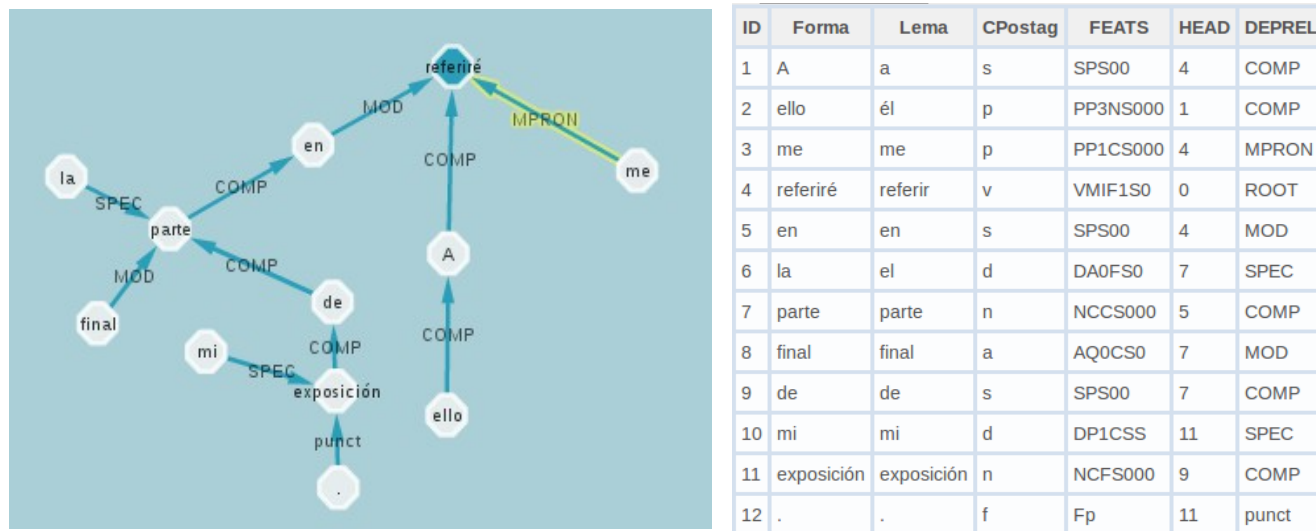 referiré
MOD
MPRON
en
COMP
me
la
COMP
SPEC
parte
A
COMP
MOD
de
final
COMP
mi
COMP
SPEC
exposición
ello
punct
.
ID Forma Lema CPostag FEATS HEAD DEPREL
1 A a s SPS00 4 COMP
2 ello él p PP3NS000 1 COMP
3 me me p PP1CS000 4 MPRON
4 referiré referir v VMIF1S0 0 ROOT
5 en en s SPS00 4 MOD
6 la el d DA0FS0 7 SPEC
7 parte parte n NCCS000 5 COMP
8 final final a AQ0CS0 7 MOD
9 de de s SPS00 7 COMP
10 mi mi d DP1CSS 11 SPEC
11 exposición exposición n NCFS000 9 COMP
12 . . f Fp 11 punct